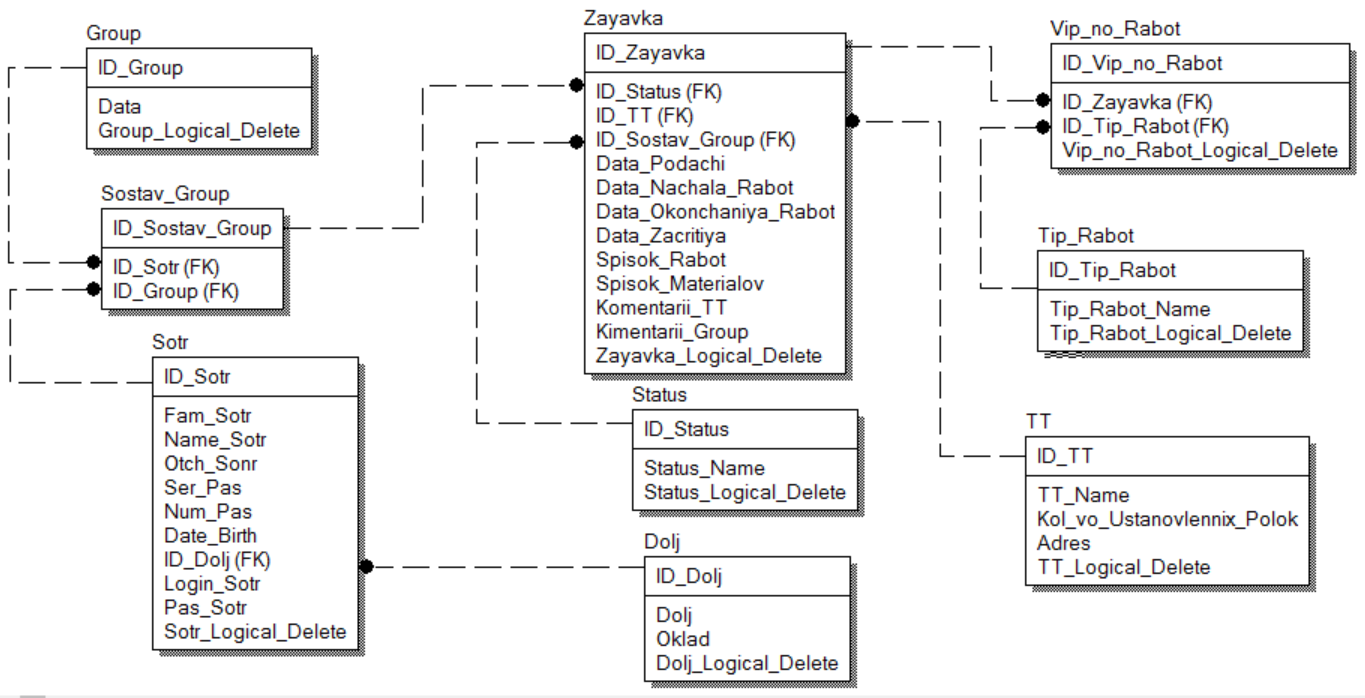 Group
ID_Group
Data
Group_Logical_Delete
Sostav_Group
ID_Sostav_Group
ID_Sotr (FK)
ID_Group (FK)
Sotr
ID_Sotr
Fam_Sotr
Name_Sotr
Otch_Sonr
Ser_Pas
Num_Pas
Date_Birth
ID_Dolj (FK)
Login_Sotr
Pas_Sotr
Sotr_Logical_Delete
Zayavka
ID_Zayavka
ID_Status (FK)
ID_TT (FK)
ID_Sostav_Group (FK)
Data_Podachi
Data_Nachala_Rabot
Data_Okonchaniya_Rabot
Data_Zacritiya
Spisok_Rabot
Spisok_Materialov
Komentarii_TT
Kimentarii_Group
Zayavka_Logical_Delete
Status
ID_Status
Status_Name
Status_Logical_Delete
Dolj
ID_Dolj
Dolj
Oklad
Dolj_Logical_Delete
Vip_no_Rabot
ID_Vip_no_Rabot
ID_Zayavka (FK)
ID_Tip_Rabot (FK)
Vip_no_Rabot_Logical_Delete
Tip_Rabot
ID_Tip_Rabot
Tip_Rabot_Name
Tip_Rabot_Logical_Delete
TT
ID_TT
TT_Name
Kol_vo_Ustanovlennix_Polok
Adres
TT_Logical_Delete